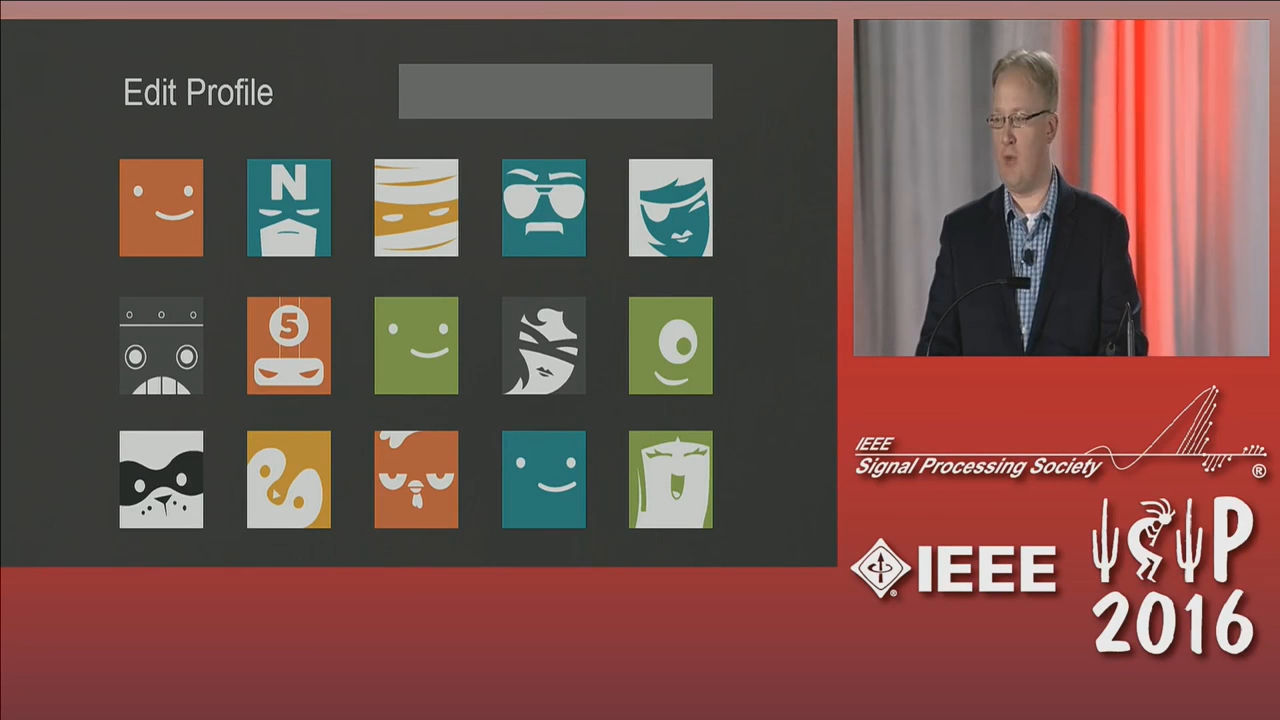 Edit Profile
N
5
IEEE
Signal Processing Society
®
IEEE
®
ICIP
2016